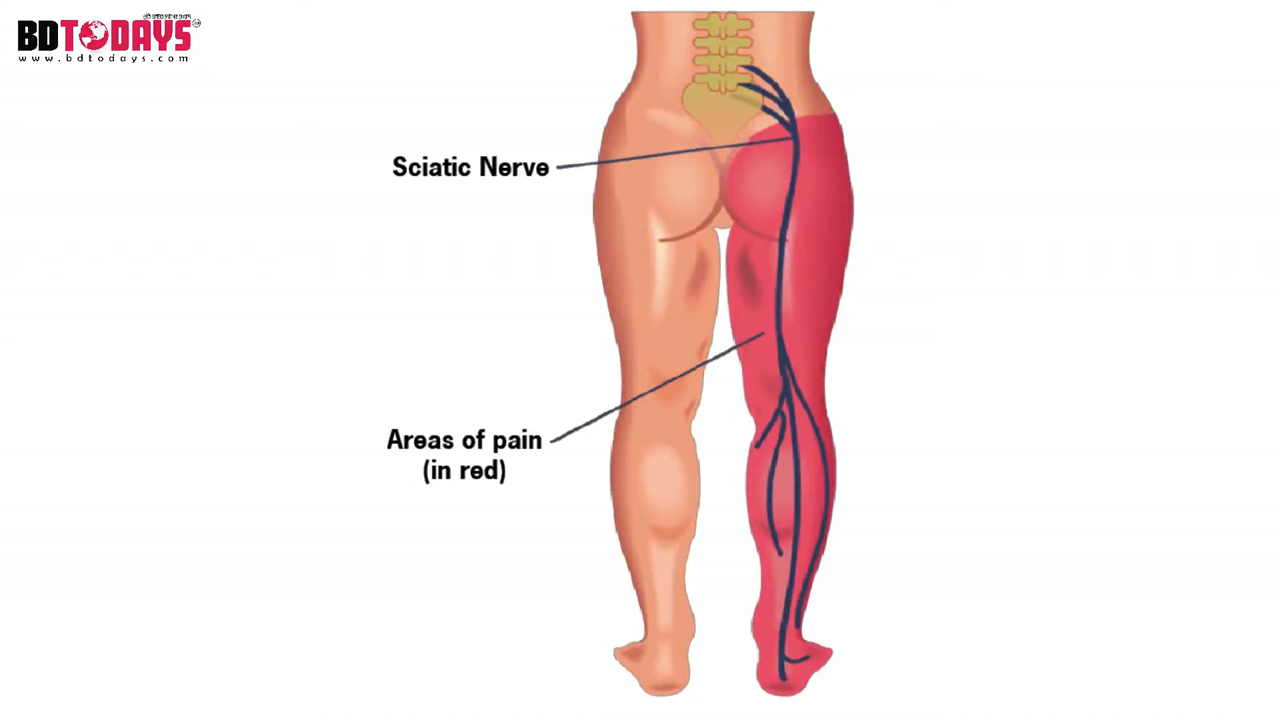 BDTODAYS
www.bdtodays.com
Sciatic Nerve
Areas of pain
(in red)